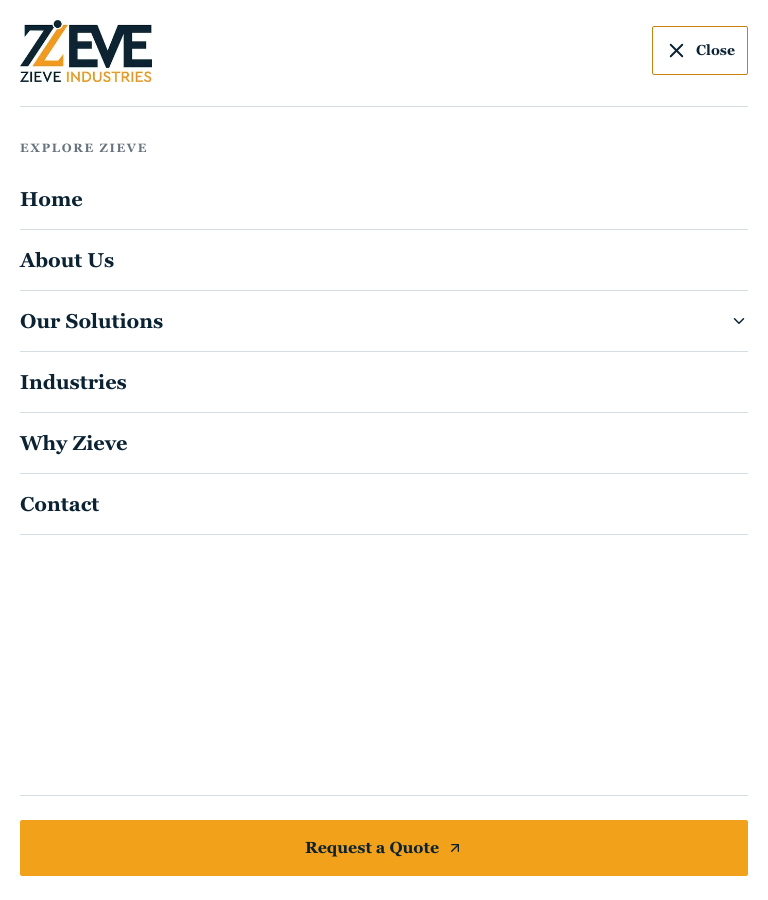 ZIEVE
ZIEVE INDUSTRIES
Close
EXPLORE ZIEVE
Home
About Us
Our Solutions
Industries
Why Zieve
Contact
Request a Quote